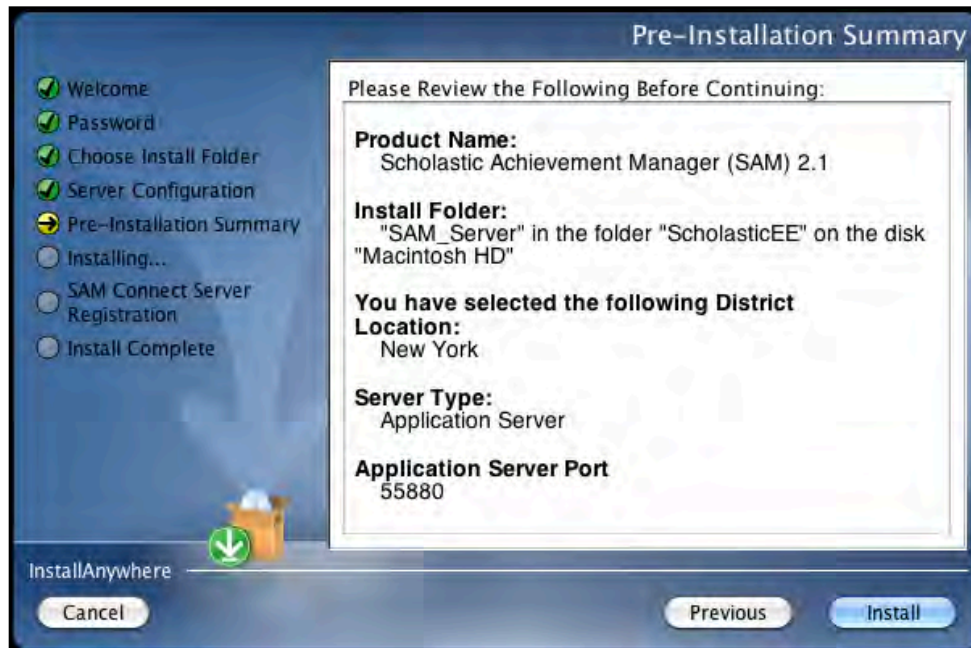 Pre-Installation Summary
Welcome
Password
Choose Install Folder
Server Configuration
Pre-Installation Summary
Installing...
SAM Connect Server
Registration
Install Complete
Please Review the Following Before Continuing:
Product Name:
Scholastic Achievement Manager (SAM) 2.1
Install Folder:
"SAM_Server" in the folder "ScholasticEE" on the disk
"Macintosh HD"
You have selected the following District
Location:
New York
Server Type:
Application Server
Application Server Port
55880
InstallAnywhere
Cancel
Previous
Install